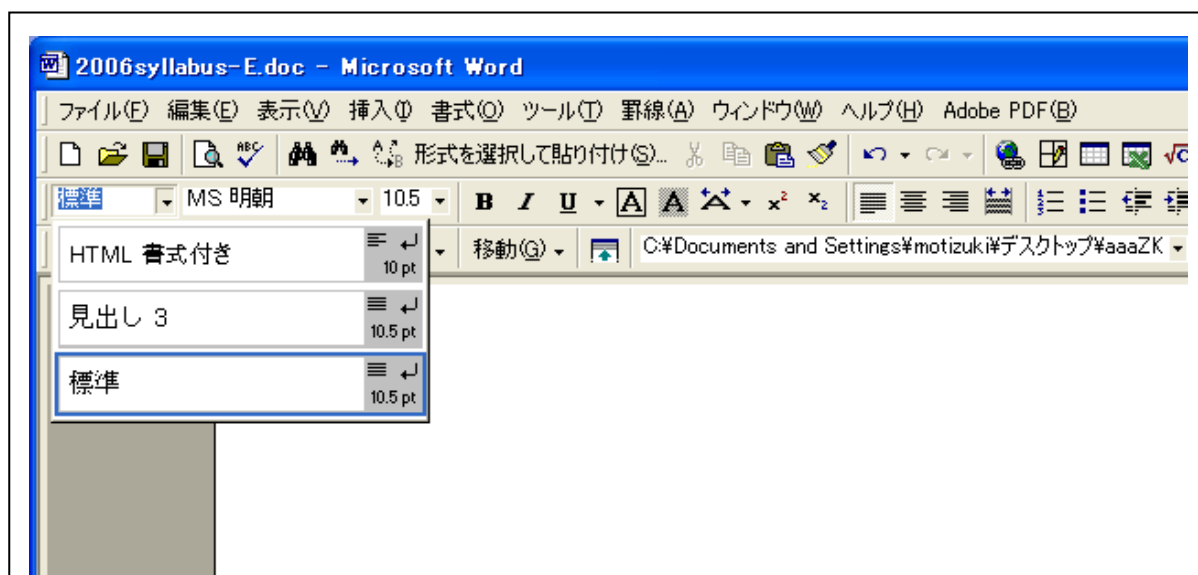 2006syllabus-E.doc - Microsoft Word
ファイル(F) 編集(E) 表示(V) 挿入(I) 書式(O) ツール(T) 罫線(A) ウィンドウ(W) ヘルプ(H) Adobe PDF(B)
ABC 形式を選択して貼り付け(S)...
標準 MS 明朝 10.5 B I U A A x² x₂
HTML 書式付き 10 pt 移動(G) C:¥Documents and Settings¥motizuki¥デスクトップ¥aaaZK
見出し 3 10.5 pt
標準 10.5 pt